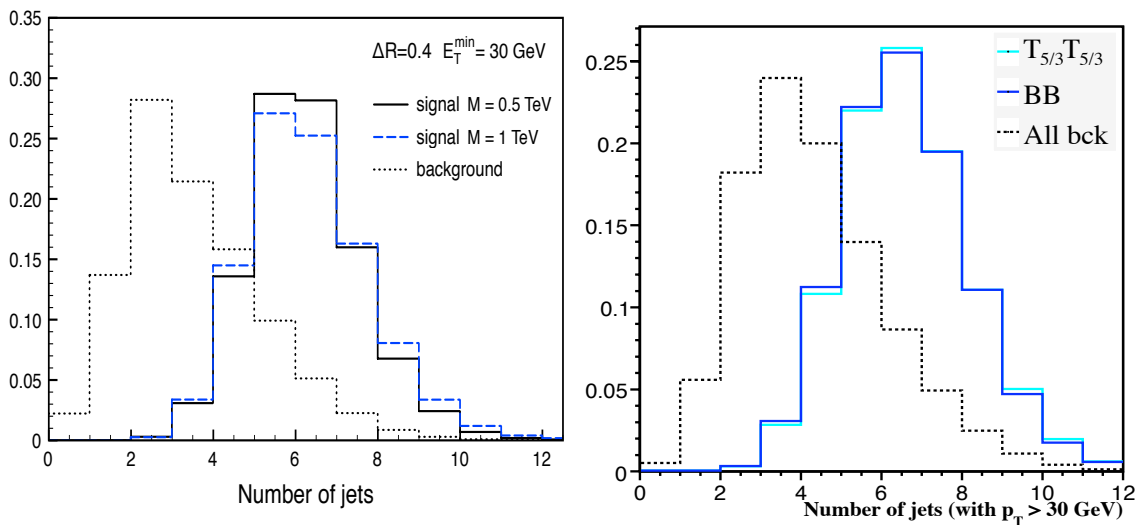 0.35
0.30
0.25
0.20
0.15
0.10
0.05
0
ΔR=0.4 E_T^min = 30 GeV
signal M = 0.5 TeV
signal M = 1 TeV
background
0 2 4 6 8 10 12
Number of jets
0.25
0.2
0.15
0.1
0.05
0
T_5/3T_5/3
BB
All bck
0 2 4 6 8 10 12
Number of jets (with p_T > 30 GeV)